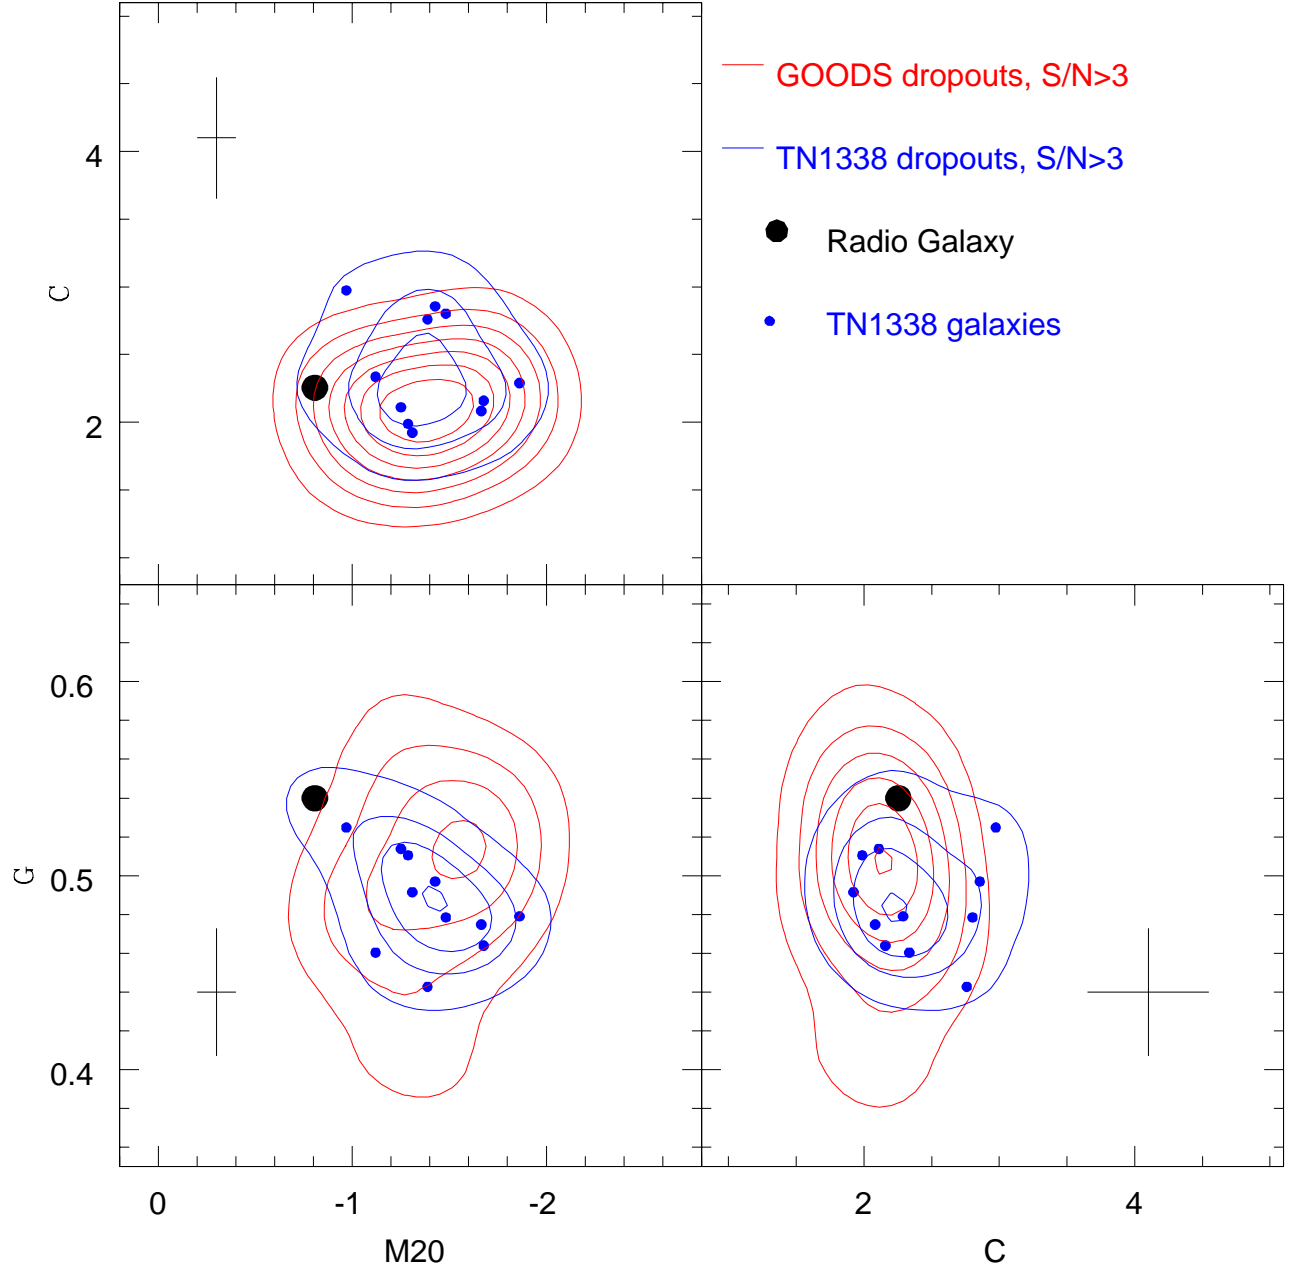 GOODS dropouts, S/N>3
TN1338 dropouts, S/N>3
Radio Galaxy
TN1338 galaxies
4
2
C
0.6
0.5
0.4
G
0 -1 -2
M20
2 4
C